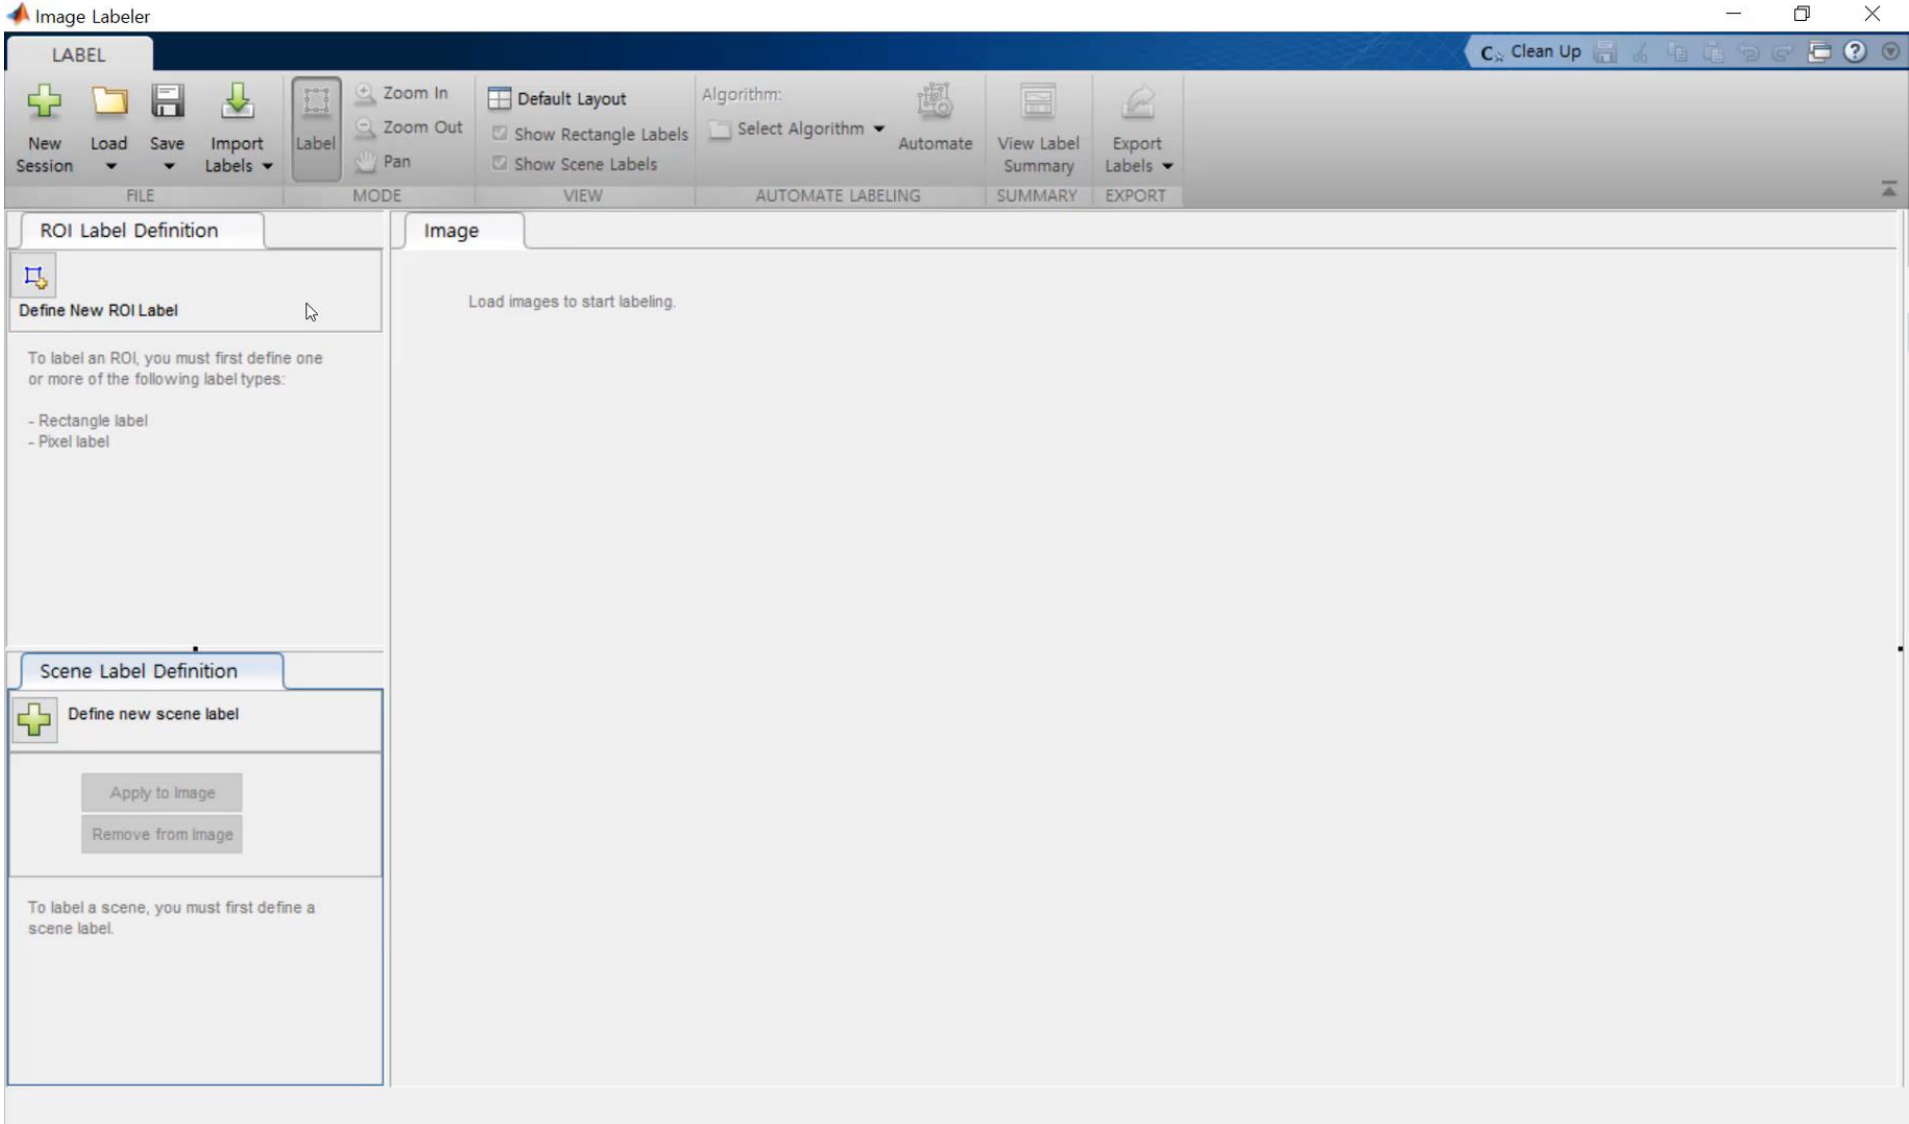 Image Labeler
LABEL
Clean Up
New
Session
Load
Save
Import
Labels
FILE
Label
Zoom In
Zoom Out
Pan
MODE
Default Layout
Show Rectangle Labels
Show Scene Labels
VIEW
Algorithm:
Select Algorithm
Automate
AUTOMATE LABELING
View Label
Summary
SUMMARY
Export
Labels
EXPORT
ROI Label Definition
Define New ROI Label
To label an ROI, you must first define one
or more of the following label types:
- Rectangle label
- Pixel label
Image
Load images to start labeling.
Scene Label Definition
Define new scene label
Apply to Image
Remove from Image
To label a scene, you must first define a
scene label.